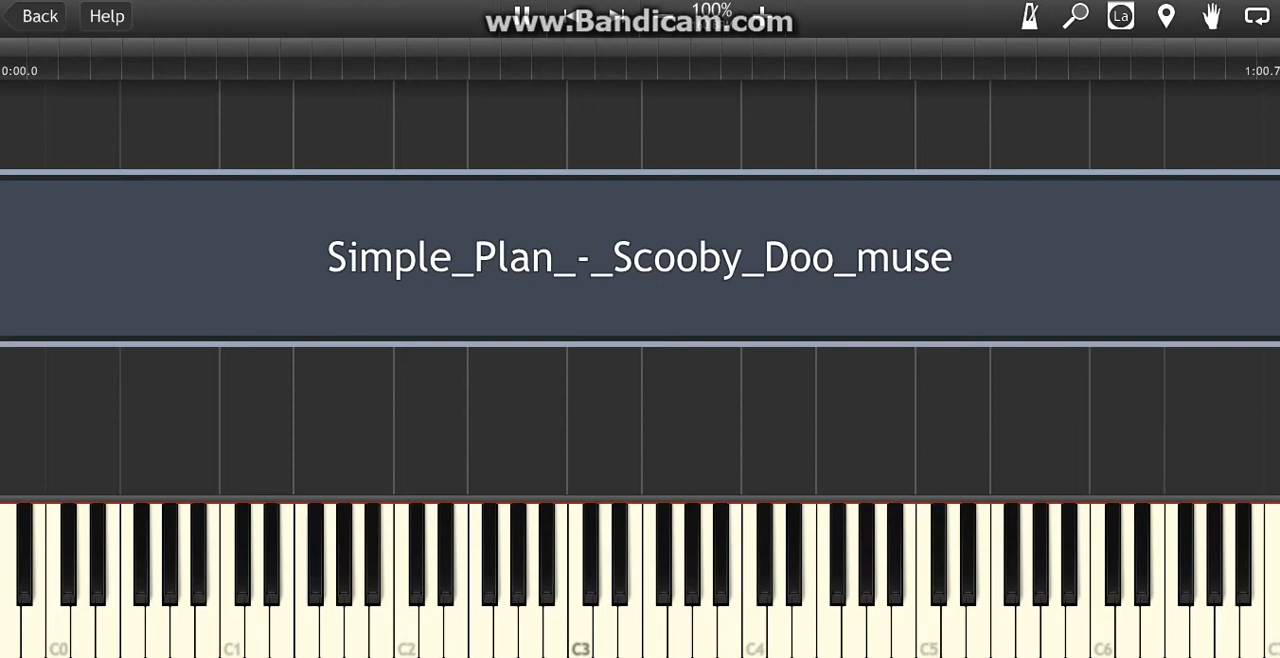 Back Help www.Bandicam.com 100% La
0:00.0 1:00.7
Simple_Plan_-_Scooby_Doo_muse
C0 C1 C2 C3 C4 C5 C6